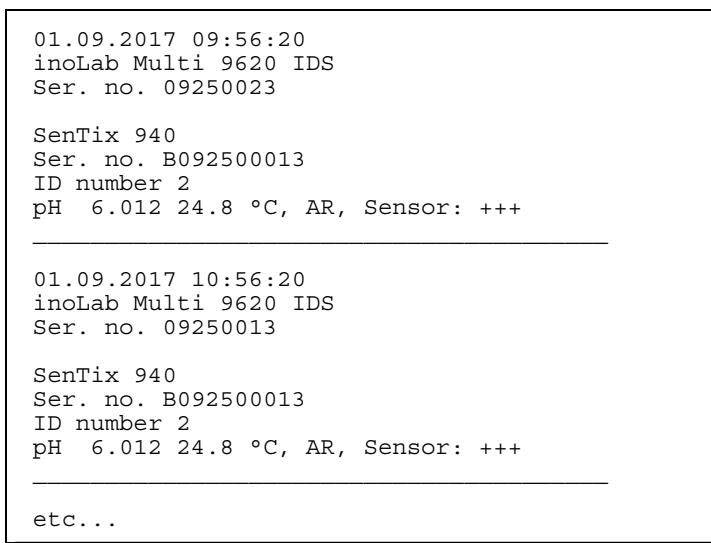 01.09.2017 09:56:20
inoLab Multi 9620 IDS
Ser. no. 09250023
SenTix 940
Ser. no. B092500013
ID number 2
pH  6.012 24.8 °C, AR, Sensor: +++
________________________________________
01.09.2017 10:56:20
inoLab Multi 9620 IDS
Ser. no. 09250013
SenTix 940
Ser. no. B092500013
ID number 2
pH  6.012 24.8 °C, AR, Sensor: +++
________________________________________
etc...